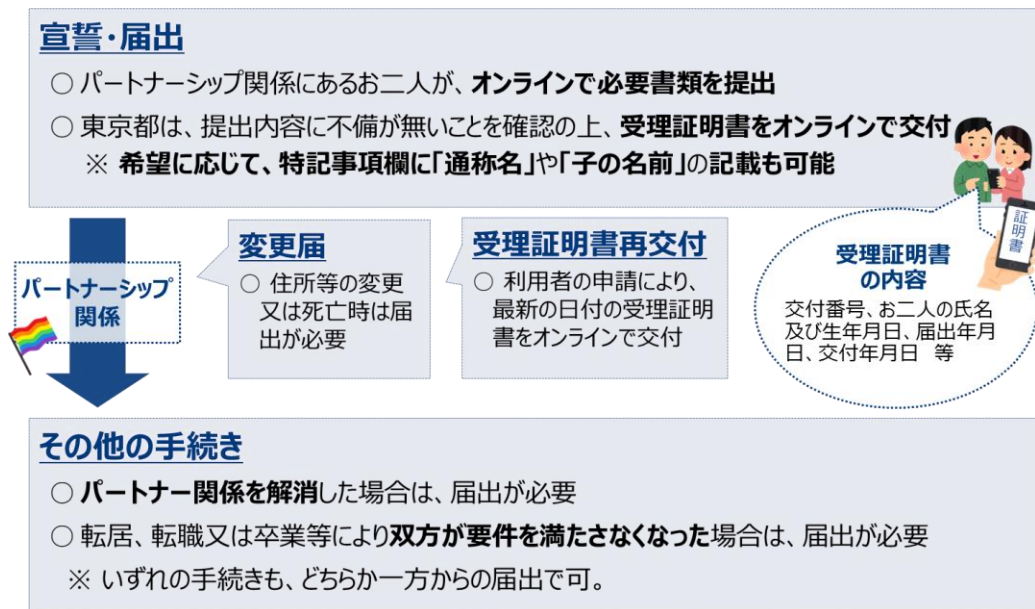 宣誓・届出
○ パートナーシップ関係にあるお二人が、オンラインで必要書類を提出
○ 東京都は、提出内容に不備が無いことを確認の上、受理証明書をオンラインで交付
※ 希望に応じて、特記事項欄に「通称名」や「子の名前」の記載も可能
パートナーシップ
関係
変更届
○ 住所等の変更
又は死亡時は届
出が必要
受理証明書再交付
○ 利用者の申請により、
最新の日付の受理証明
書をオンラインで交付
証明書
受理証明書
の内容
交付番号、お二人の氏名
及び生年月日、届出年月
日、交付年月日 等
その他の手続き
○ パートナー関係を解消した場合は、届出が必要
○ 転居、転職又は卒業等により双方が要件を満たさなくなった場合は、届出が必要
※ いずれの手続きも、どちらか一方からの届出で可。